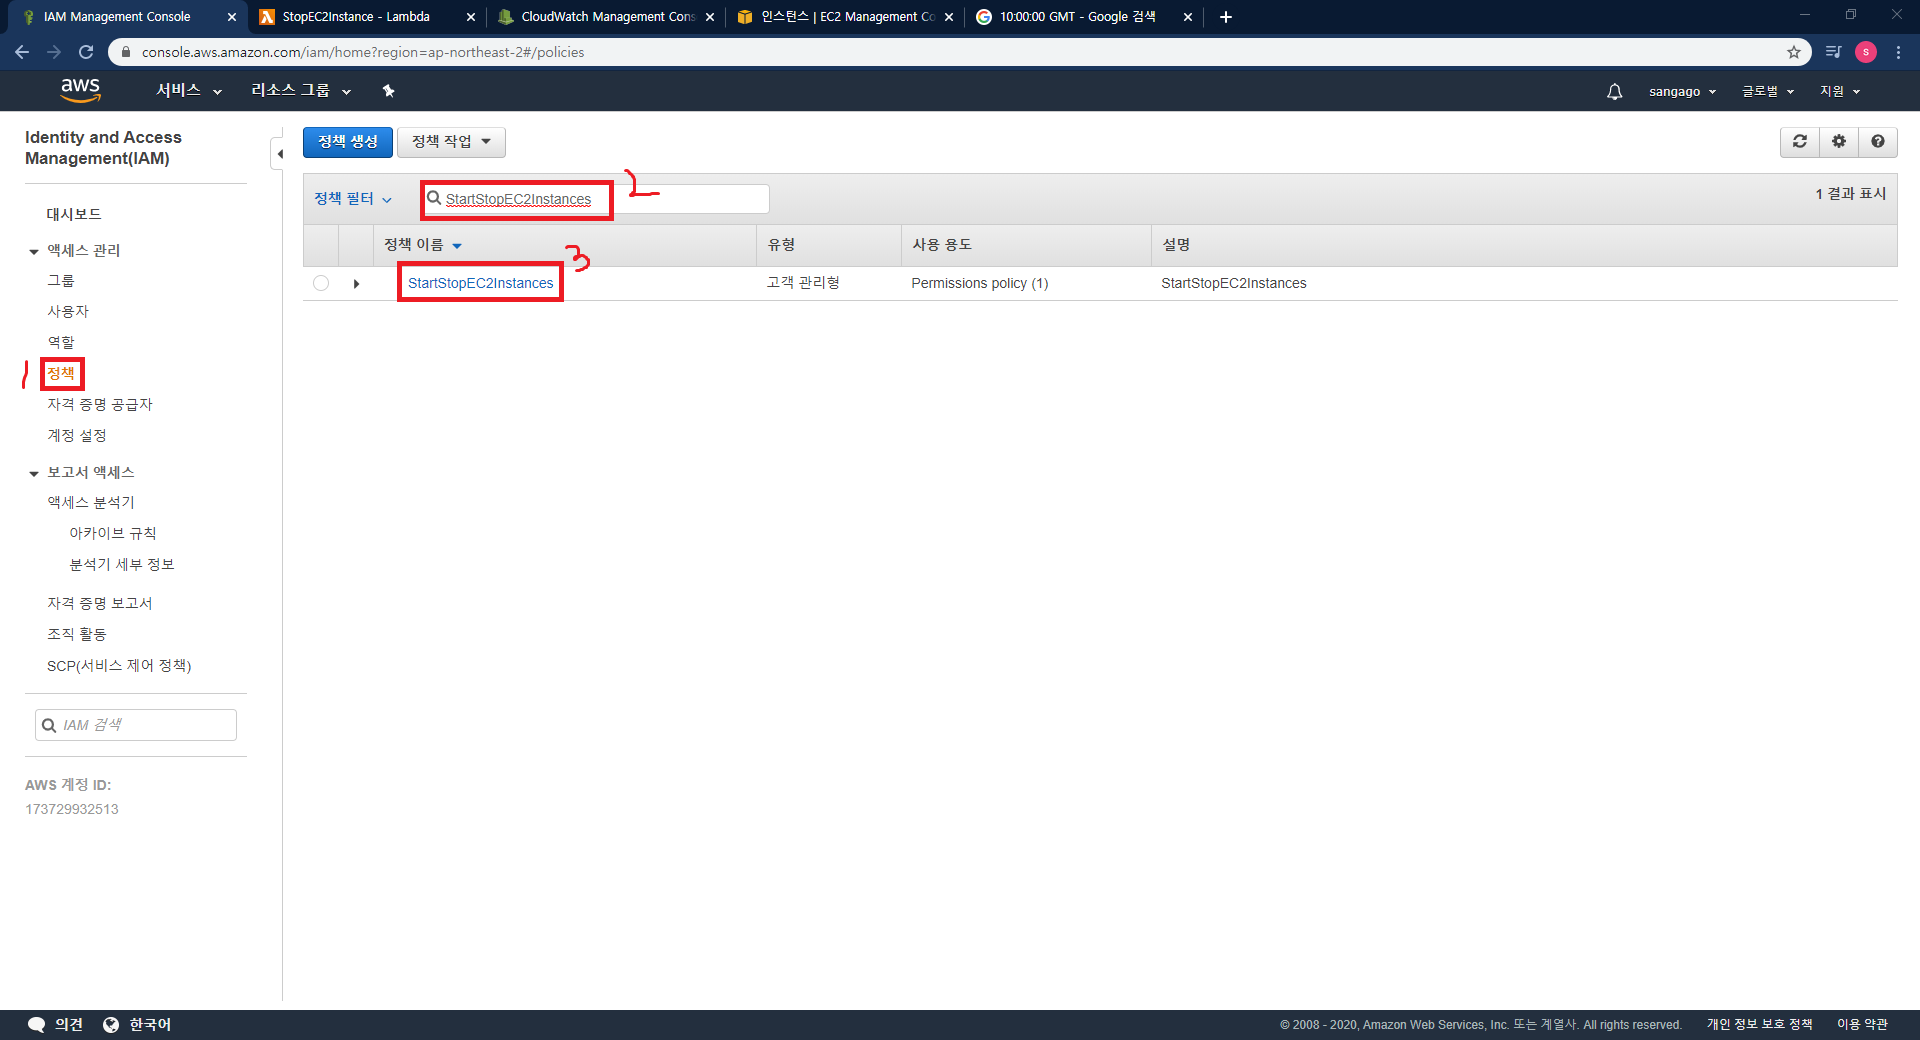 IAM Management Console
StopEC2Instance - Lambda
CloudWatch Management Cons
인스턴스 | EC2 Management Co
10:00:00 GMT - Google 검색
console.aws.amazon.com/iam/home?region=ap-northeast-2#/policies
s
aws
서비스
리소스 그룹
sangago
글로벌
지원
Identity and Access
Management(IAM)
대시보드
액세스 관리
그룹
사용자
역할
1
정책
자격 증명 공급자
계정 설정
보고서 액세스
액세스 분석기
아카이브 규칙
분석기 세부 정보
자격 증명 보고서
조직 활동
SCP(서비스 제어 정책)
IAM 검색
AWS 계정 ID:
173729932513
정책 생성
정책 작업
정책 필터
StartStopEC2Instances
2
1 결과 표시
정책 이름
유형
사용 용도
설명
3
StartStopEC2Instances
고객 관리형
Permissions policy (1)
StartStopEC2Instances
의견
한국어
© 2008 - 2020, Amazon Web Services, Inc. 또는 계열사. All rights reserved.
개인 정보 보호 정책
이용 약관